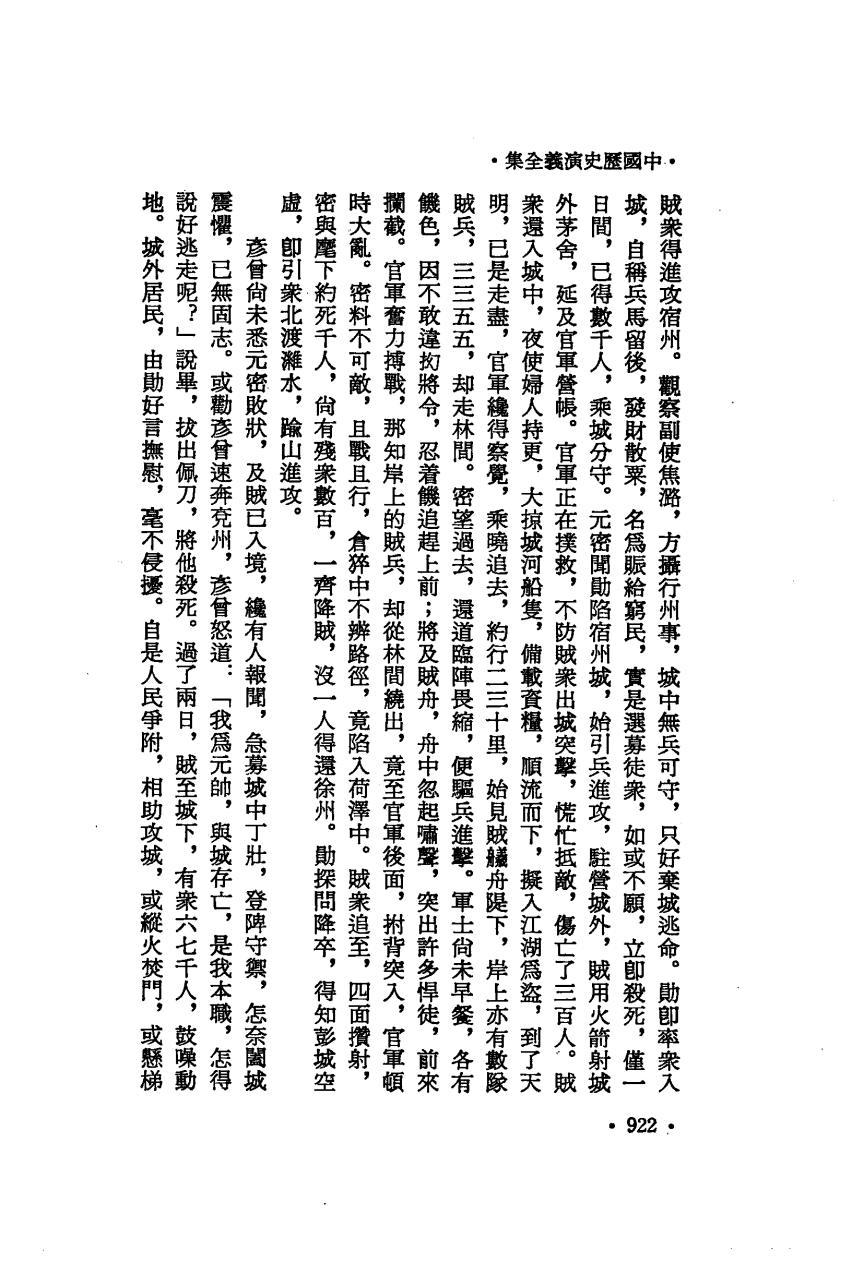 ·中國歷史演義全集·
賊衆得進攻宿州。觀察副使焦潞，方攝行州事，城中無兵可守，只好棄城逃命。勛卽率衆入
城，自稱兵馬留後，發財散粟，名爲賑給窮民，實是選募徒衆，如或不願，立卽殺死，僅一
日間，已得數千人，乘城分守。元密聞勛陷宿州城，始引兵進攻，駐營城外，賊用火箭射城
外茅舍，延及官軍營帳。官軍正在撲救，不防賊衆出城突擊，慌忙抵敵，傷亡了三百人。賊
衆還入城中，夜使婦人持更，大掠城河船隻，備載資糧，順流而下，擬入江湖爲盜，到了天
明，已是走盡，官軍纔得察覺，乘曉追去，約行二三十里，始見賊艤舟隄下，岸上亦有數隊
賊兵，三三五五，却走林間。密望過去，還道臨陣畏縮，便驅兵進擊。軍士尙未早餐，各有
饑色，因不敢違拗將令，忍着饑追趕上前；將及賊舟，舟中忽起嘯聲，突出許多悍徒，前來
攔截。官軍奮力搏戰，那知岸上的賊兵，却從林間繞出，竟至官軍後面，拊背突入，官軍頓
時大亂。密料不可敵，且戰且行，倉猝中不辨路徑，竟陷入荷澤中。賊衆追至，四面攢射，
密與麾下約死千人，尙有殘衆數百，一齊降賊，沒一人得還徐州。勛探問降卒，得知彭城空
虛，卽引衆北渡濉水，踰山進攻。
彥曾尙未悉元密敗狀，及賊已入境，纔有人報聞，急募城中丁壯，登陴守禦，怎奈闔城
震懼，已無固志。或勸彥曾速奔兗州，彥曾怒道：「我爲元帥，與城存亡，是我本職，怎得
說好逃走呢？」說畢，拔出佩刀，將他殺死。過了兩日，賊至城下，有衆六七千人，鼓噪動
地。城外居民，由勛好言撫慰，毫不侵擾。自是人民爭附，相助攻城，或縱火焚門，或懸梯
·922·